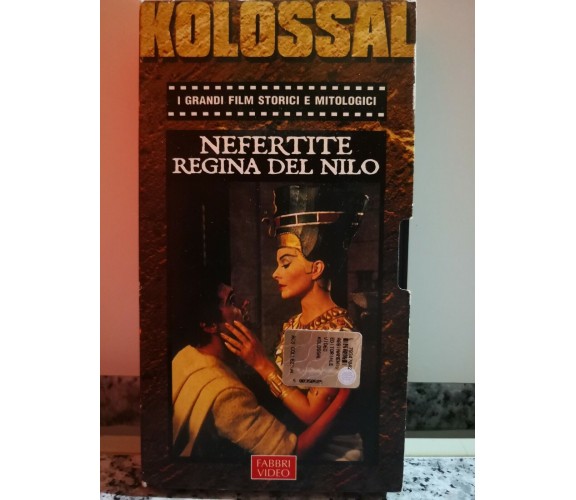 KOLOSSAL
I GRANDI FILM STORICI E MITOLOGICI
NEFERTITE
REGINA DEL NILO
FABBRI
VIDEO